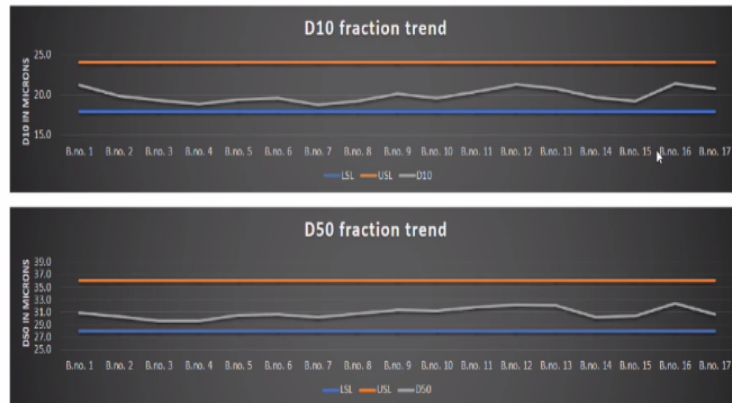 D10 fraction trend
D10 IN MICRONS
25.0
20.0
15.0
B.no. 1 B.no. 2 B.no. 3 B.no. 4 B.no. 5 B.no. 6 B.no. 7 B.no. 8 B.no. 9 B.no. 10 B.no. 11 B.no. 12 B.no. 13 B.no. 14 B.no. 15 B.no. 16 B.no. 17
LSL USL D10
D50 fraction trend
D50 IN MICRONS
39.0
37.0
35.0
33.0
31.0
29.0
27.0
25.0
B.no. 1 B.no. 2 B.no. 3 B.no. 4 B.no. 5 B.no. 6 B.no. 7 B.no. 8 B.no. 9 B.no. 10 B.no. 11 B.no. 12 B.no. 13 B.no. 14 B.no. 15 B.no. 16 B.no. 17
LSL USL D50